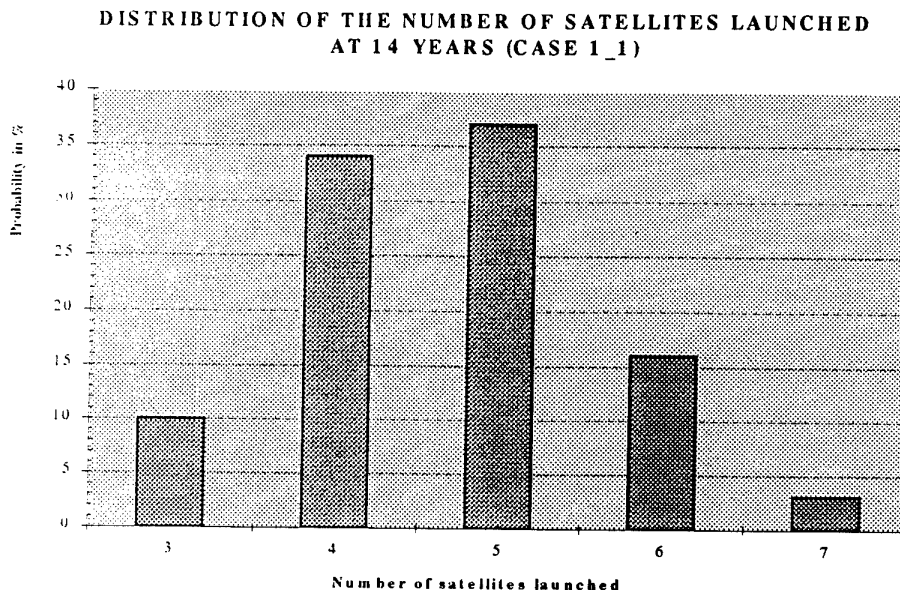 DISTRIBUTION OF THE NUMBER OF SATELLITES LAUNCHED
AT 14 YEARS (CASE 1_1)
Probability in %
40
35
30
25
20
15
10
5
0
3 4 5 6 7
Number of satellites launched